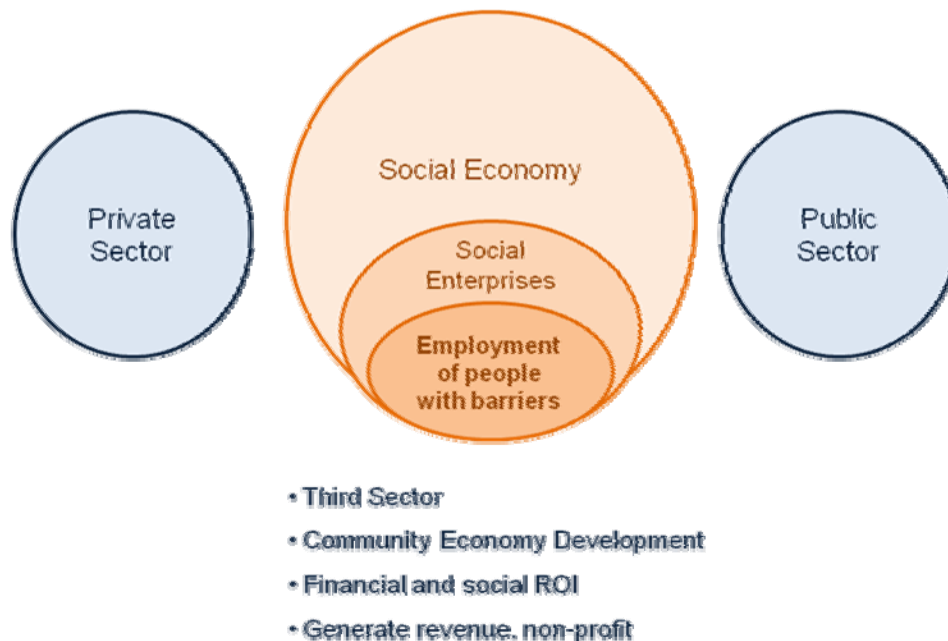 Social Economy
Private
Sector
Public
Sector
Social
Enterprises
Employment
of people
with barriers
• Third Sector
• Community Economy Development
• Financial and social ROI
• Generate revenue, non-profit